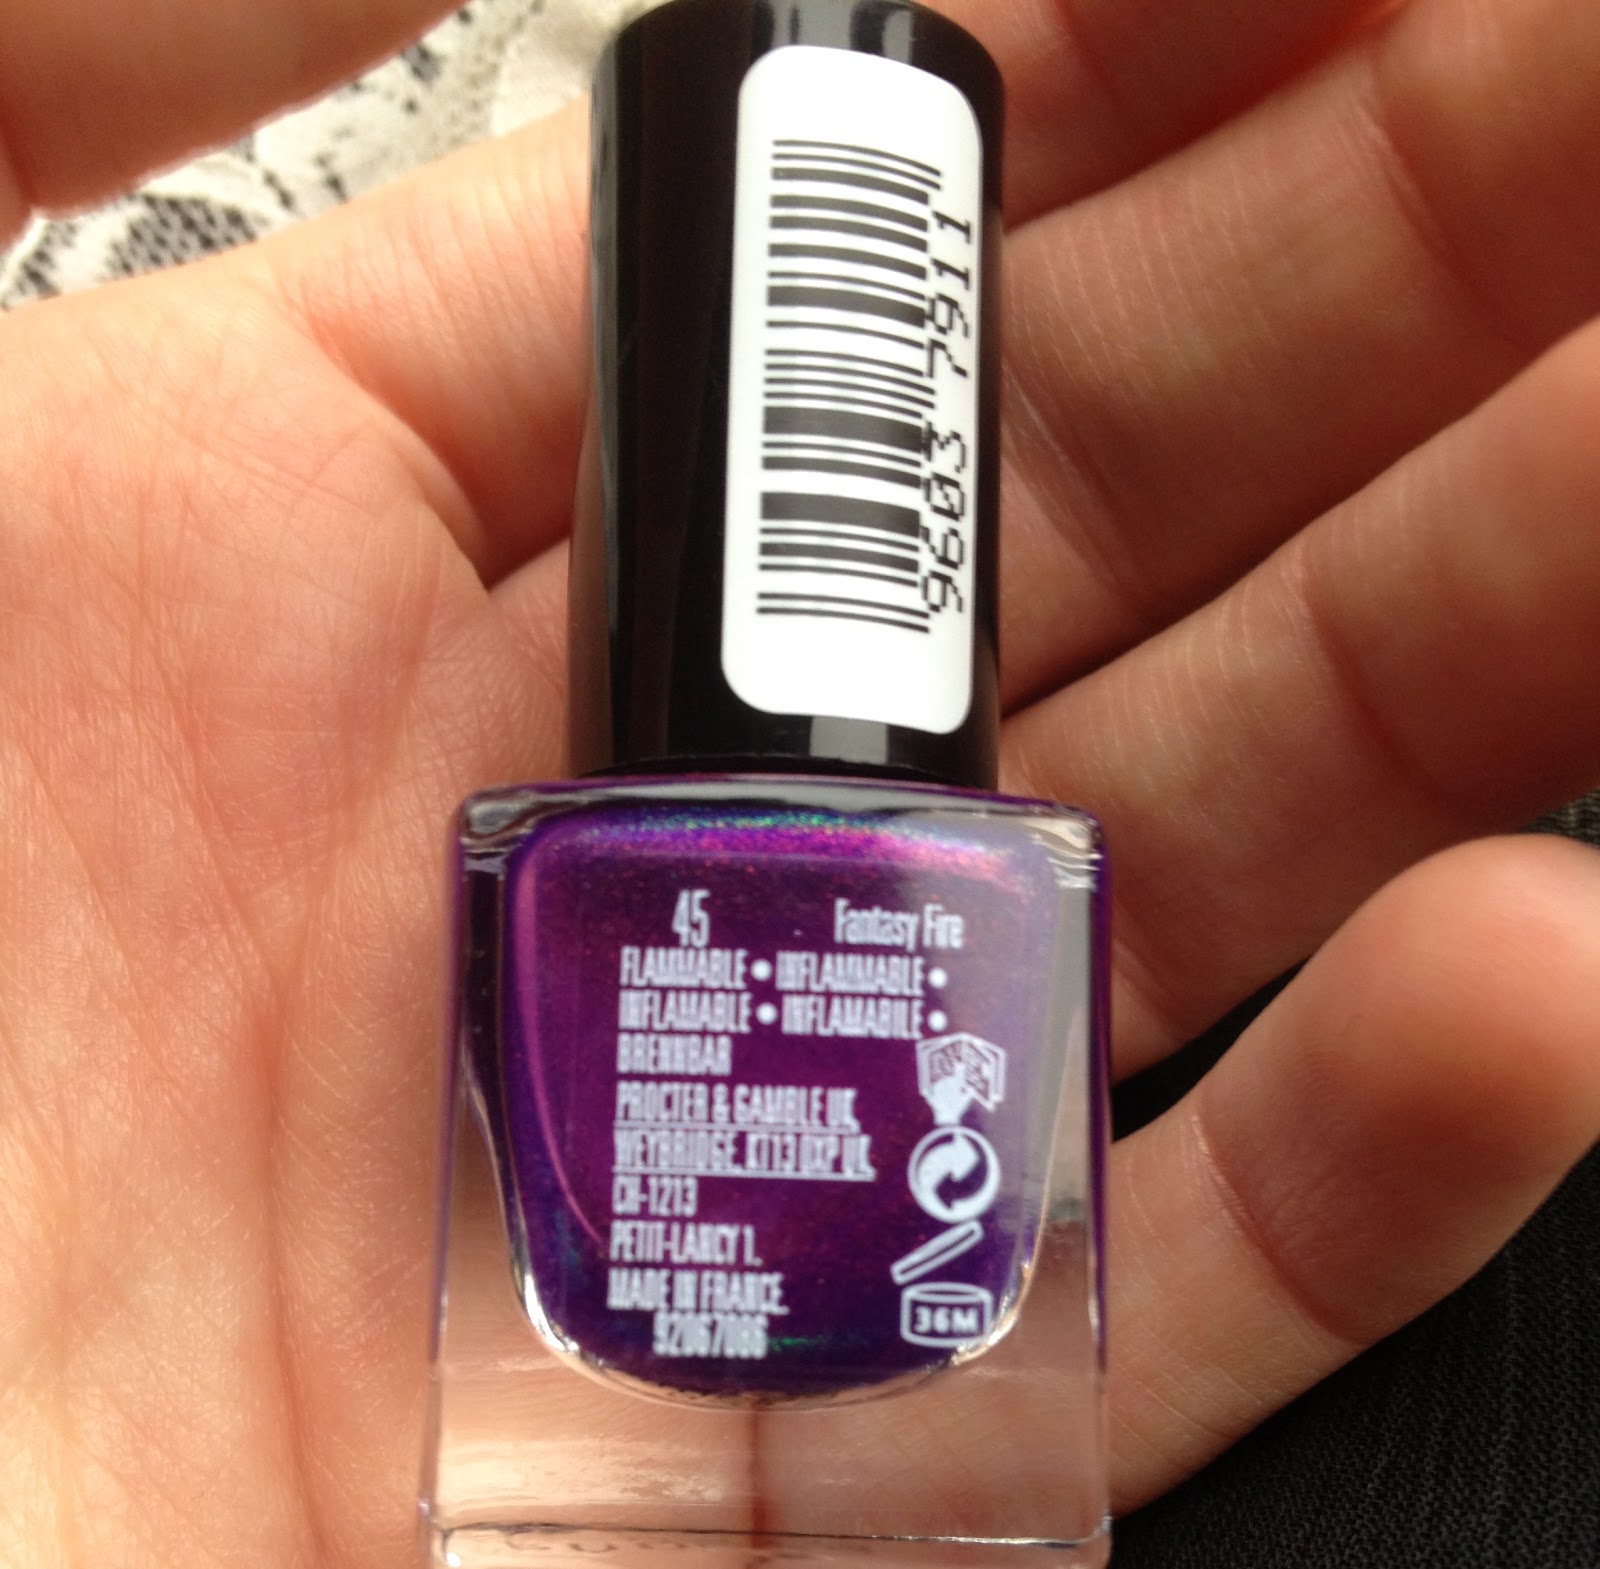 9603 7911
45 Fantasy Fire
FLAMMABLE • INFLAMMABLE •
INFLAMABLE • INFLAMABILE •
BRENNBAR
PROCTER & GAMBLE UK,
WEYBRIDGE, KT13 0XP UK.
CH-1213
PETIT-LANCY 1.
MADE IN FRANCE.
92067086
36M